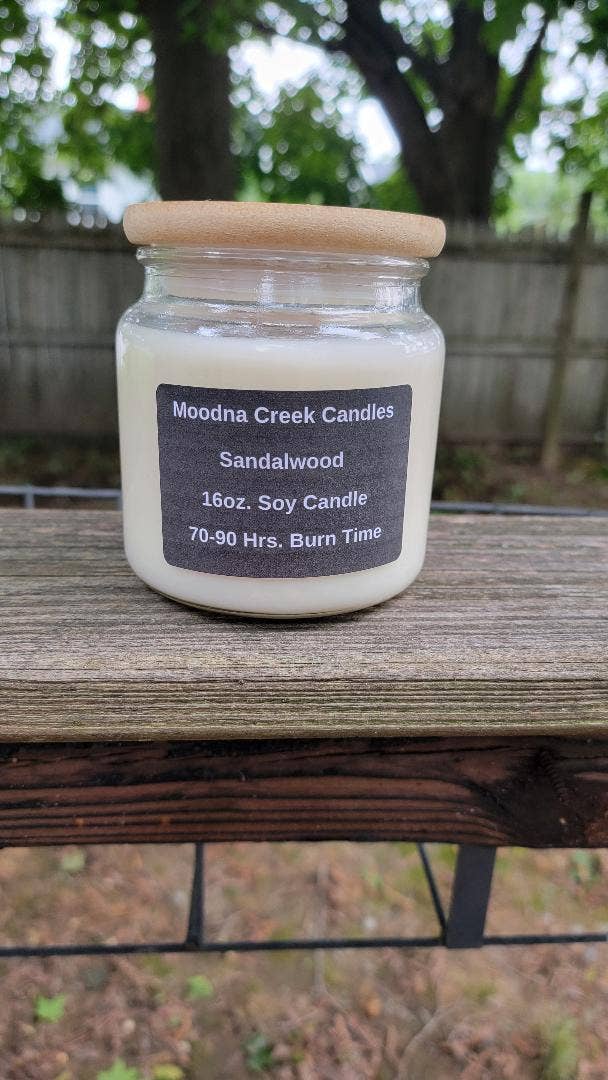 Moodna Creek Candles
Sandalwood
16oz. Soy Candle
70-90 Hrs. Burn Time